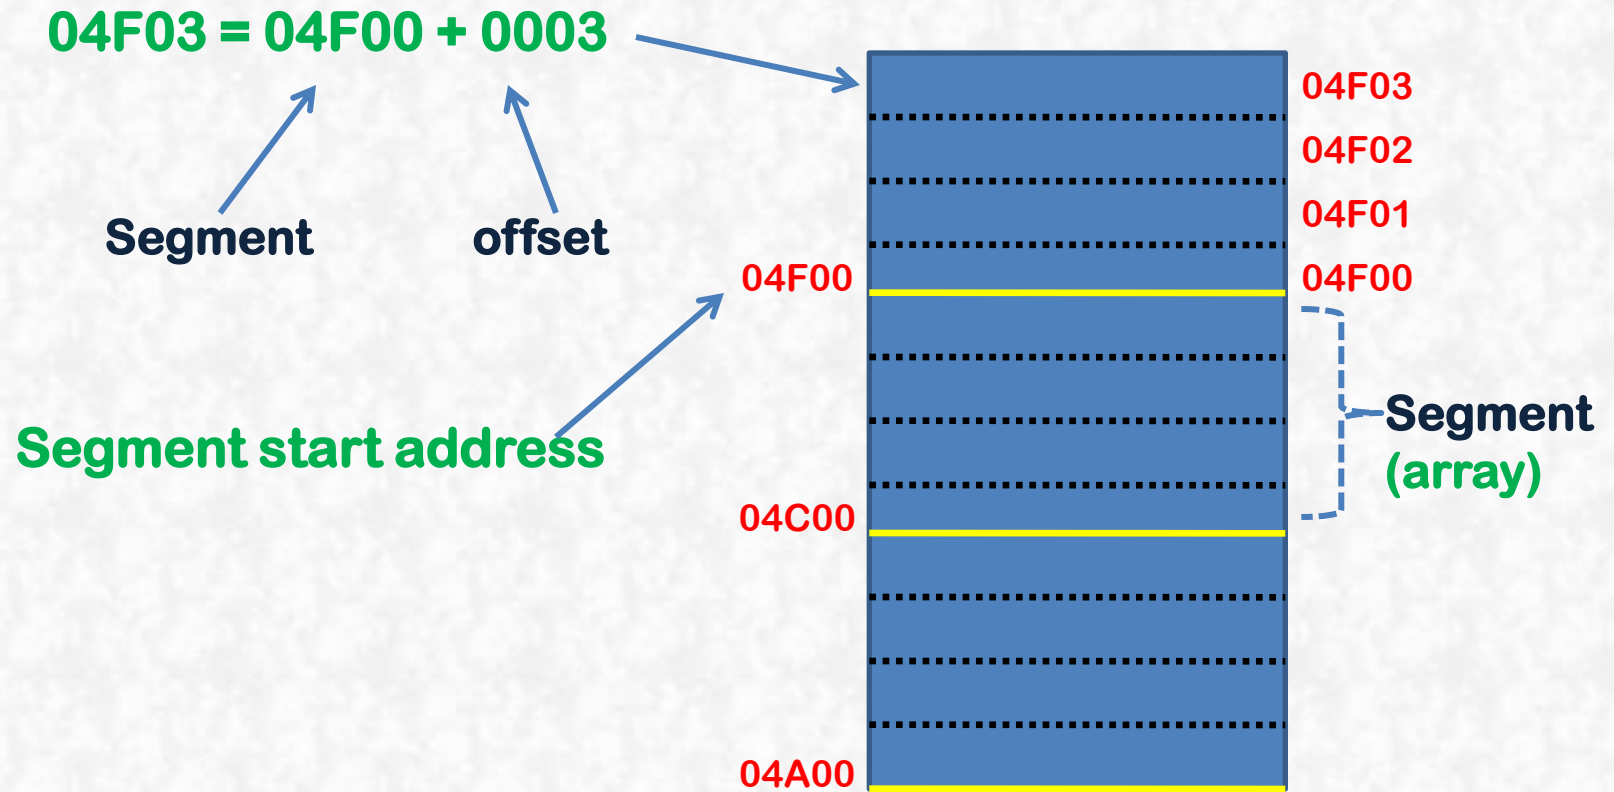 04F03 = 04F00 + 0003
04F03
04F02
Segment
offset
04F01
04F00
04F00
Segment
Segment start address
(array)
04C00
04A00